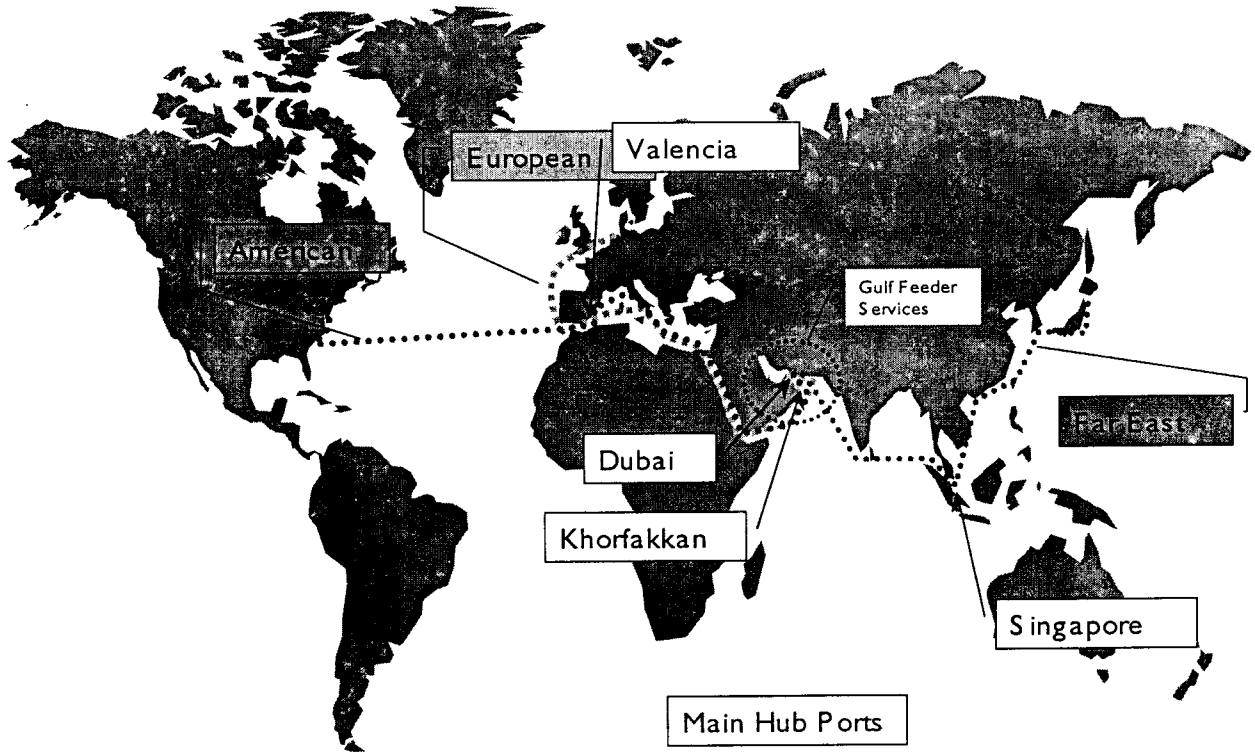 European
Valencia
American
Gulf Feeder
Services
Far East
Dubai
Khorfakkan
Singapore
Main Hub Ports